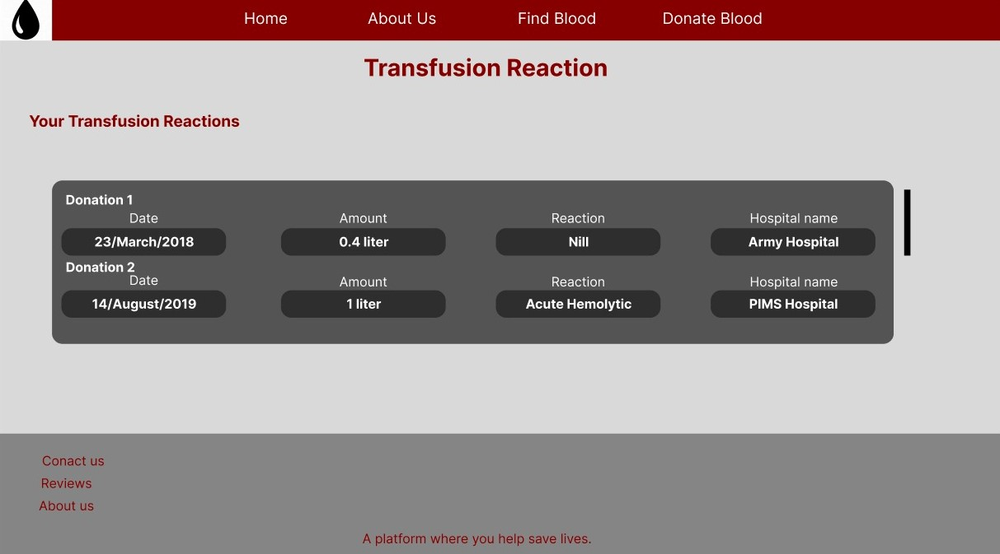 Home About Us Find Blood Donate Blood
Transfusion Reaction
Your Transfusion Reactions
Donation 1
Date Amount Reaction Hospital name
23/March/2018 0.4 liter Nill Army Hospital
Donation 2
Date Amount Reaction Hospital name
14/August/2019 1 liter Acute Hemolytic PIMS Hospital
Conact us
Reviews
About us
A platform where you help save lives.